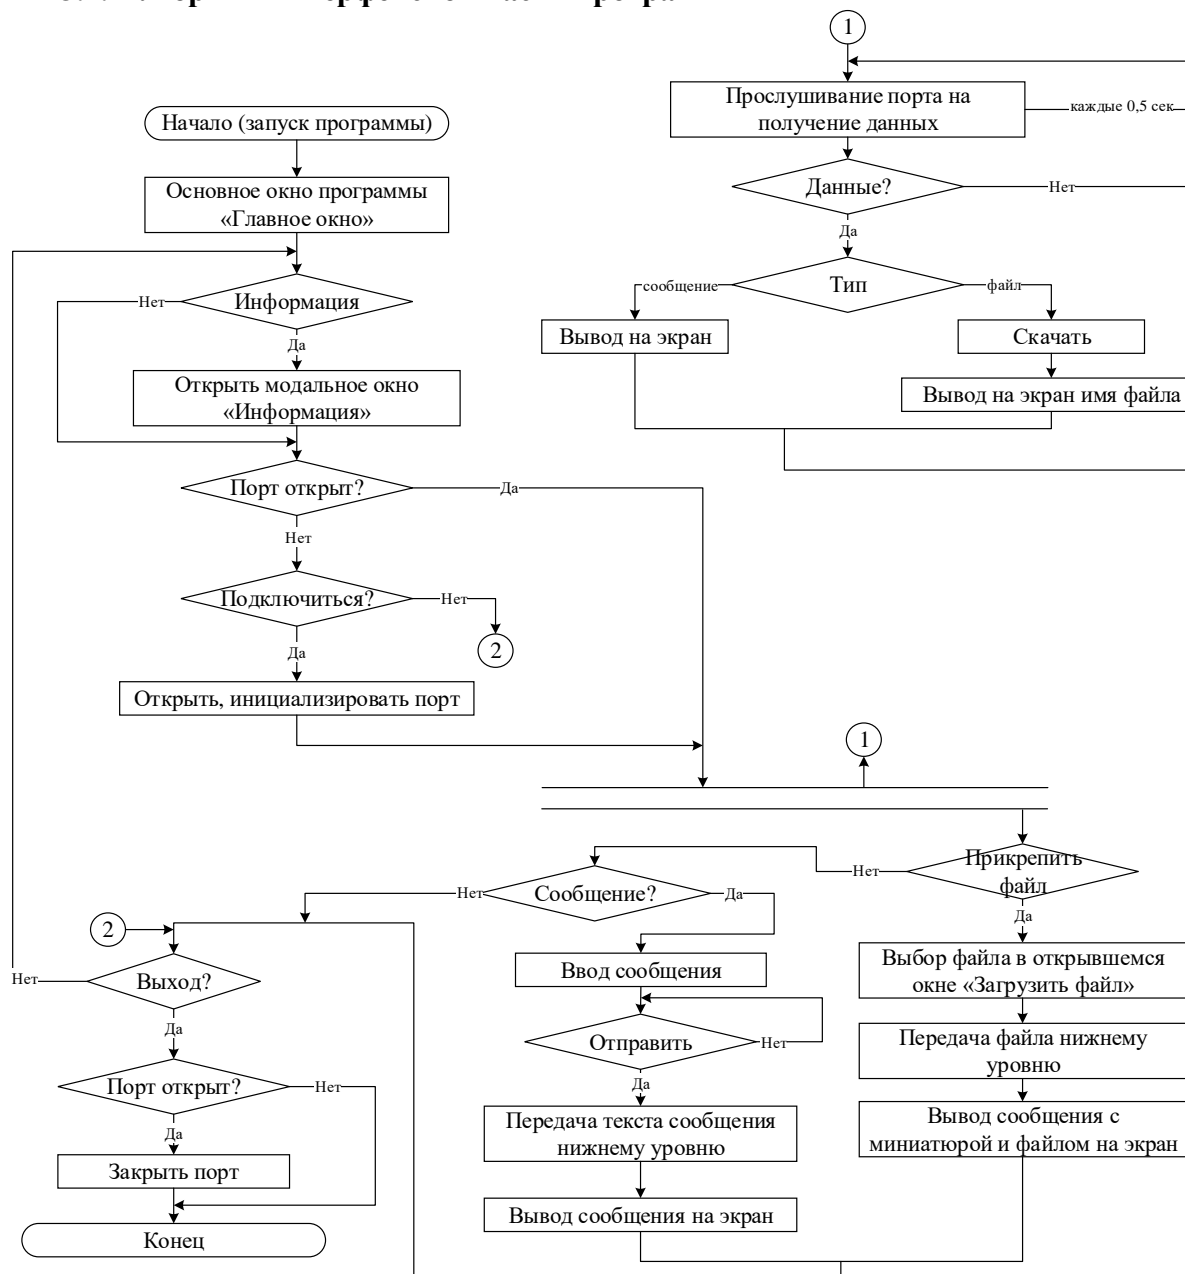 1
Прослушивание порта на
получение данных
каждые 0,5 сек
Данные?
Нет
Да
Тип
сообщение
файл
Вывод на экран
Скачать
Вывод на экран имя файла
Начало (запуск программы)
Основное окно программы
«Главное окно»
Информация
Нет
Да
Открыть модальное окно
«Информация»
Порт открыт?
Да
Нет
Подключиться?
Нет
2
Да
Открыть, инициализировать порт
1
Прикрепить
файл
Нет
Да
Сообщение?
Нет
Да
Выбор файла в открывшемся
окне «Загрузить файл»
Передача файла нижнему
уровню
Вывод сообщения с
миниатюрой и файлом на экран
Ввод сообщения
Отправить
Нет
Да
Передача текста сообщения
нижнему уровню
Вывод сообщения на экран
2
Выход?
Нет
Да
Порт открыт?
Нет
Да
Закрыть порт
Конец